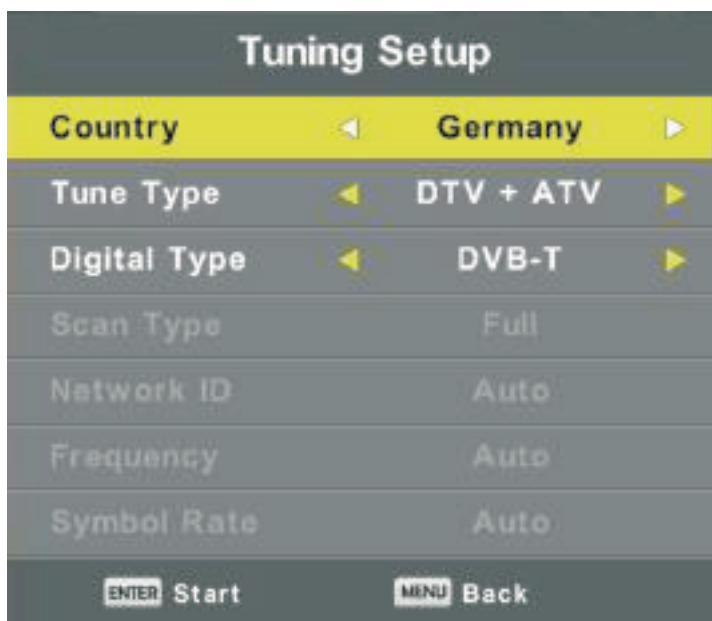 Tuning Setup
Country Germany
Tune Type DTV + ATV
Digital Type DVB-T
Scan Type Full
Network ID Auto
Frequency Auto
Symbol Rate Auto
ENTER Start MENU Back